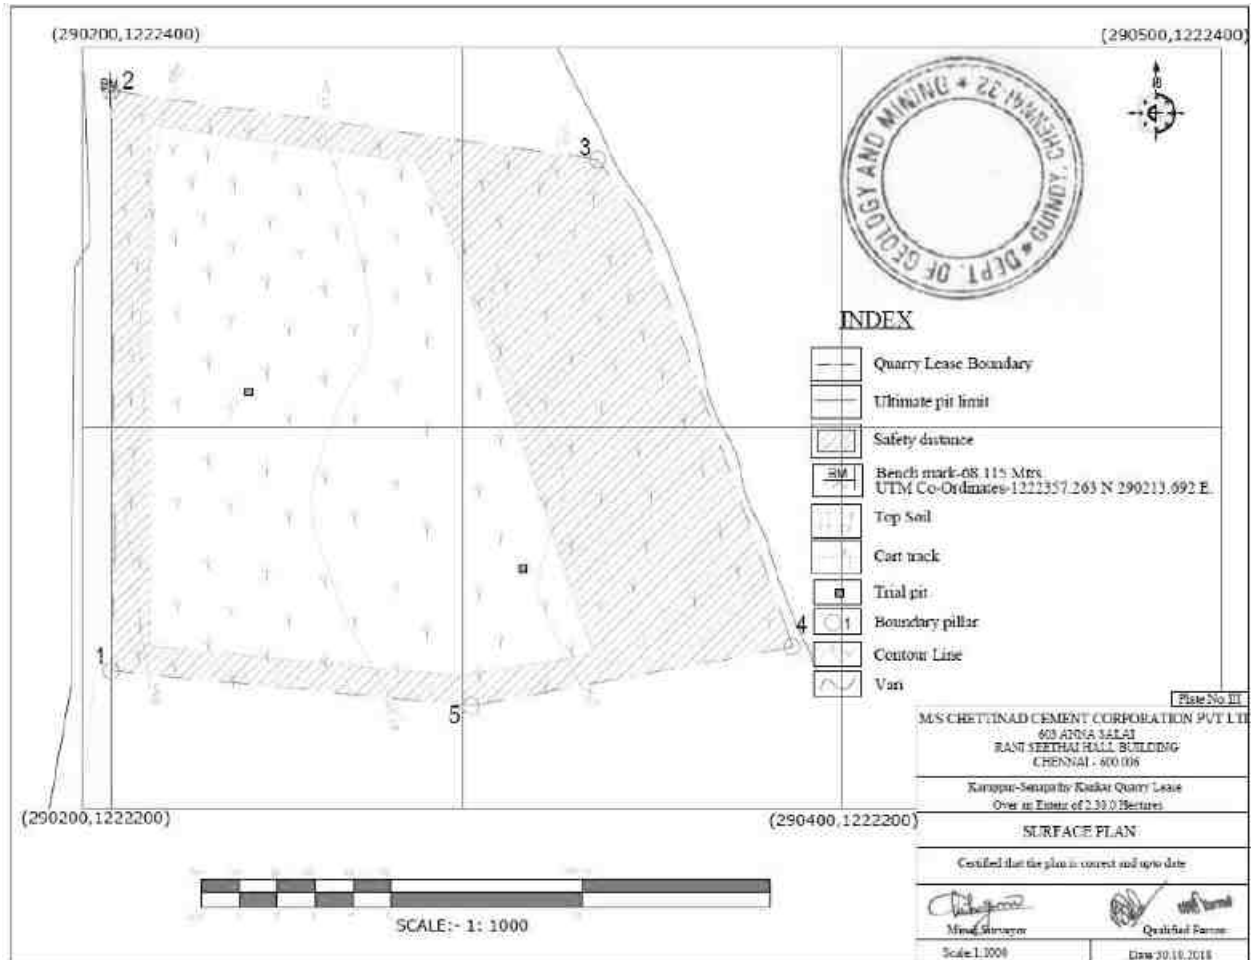 (290200,1222400)
(290500,1222400)
BM 2
3
DEPT. OF GEOLOGY AND MINING * GUINDY, CHENNAI 32 *
INDEX
Quarry Lease Boundary
Ultimate pit limit
Safety distance
BM
Bench mark-68.115 Mtrs
UTM Co-Ordinates-1222357.263 N 290213.692 E.
Top Soil
Cart track
Trial pit
1
Boundary pillar
Contour Line
Vari
1
4
5
Plate No III
M/S CHETTINAD CEMENT CORPORATION PVT LTD
603 ANNA SALAI
RANI SEETHAI HALL BUILDING
CHENNAI - 600 006
Karuppur-Senapathy Kankar Quarry Lease
Over an Extent of 2.30.0 Hectares
SURFACE PLAN
Certified that the plan is correct and upto date
Mines Surveyor
Qualified Person
Scale 1:1000
Date 30.10.2018
(290200,1222200)
(290400,1222200)
SCALE:- 1: 1000